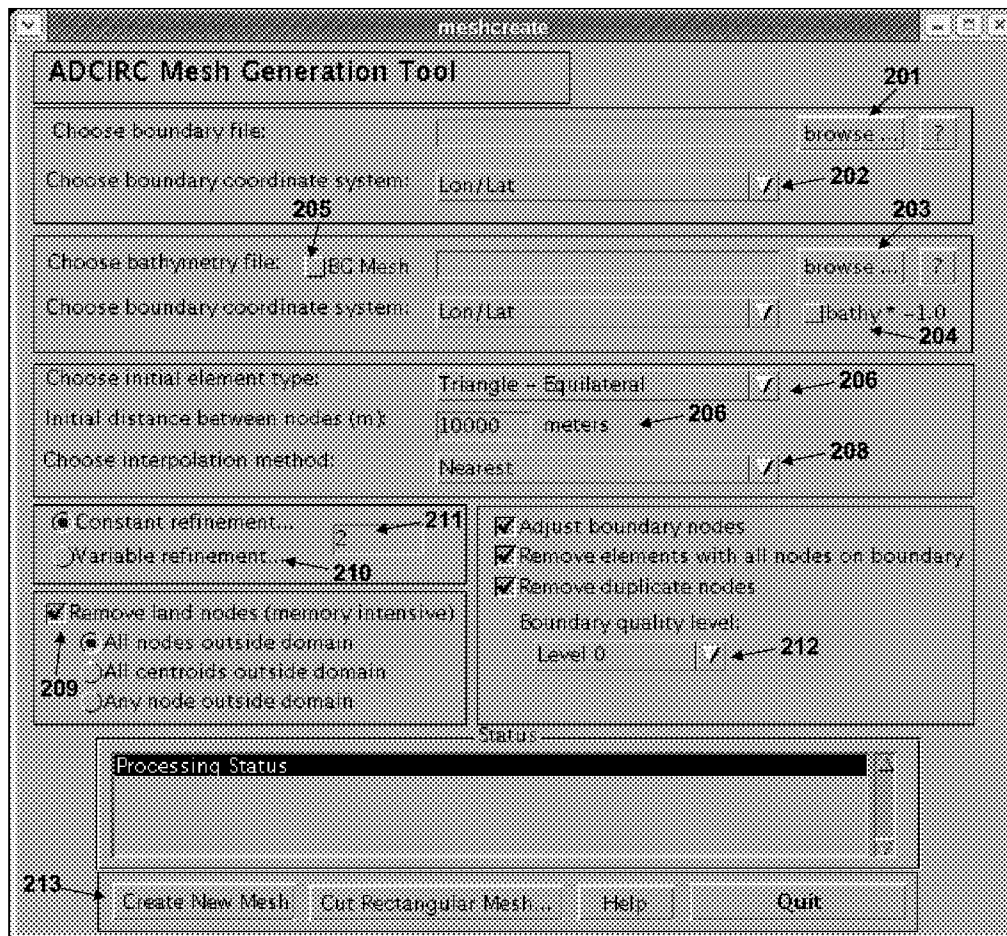 meshcreate
ADCIRC Mesh Generation Tool
201
Choose boundary file:
browse ...
?
Choose boundary coordinate system:
Lon/Lat
202
205
203
Choose bathymetry file:
BG Mesh
browse ...
?
Choose boundary coordinate system:
Lon/Lat
bathy * -1.0
204
Choose initial element type:
Triangle - Equilateral
206
Initial distance between nodes (m):
10000
meters
206
Choose interpolation method:
Nearest
208
Constant refinement...
2
211
Variable refinement...
210
Adjust boundary nodes
Remove elements with all nodes on boundary
Remove duplicate nodes
Boundary quality level:
Level 0
212
Remove land nodes (memory intensive)
All nodes outside domain
All centroids outside domain
209
Any node outside domain
Status
Processing Status
213
Create New Mesh
Cut Rectangular Mesh...
Help
Quit